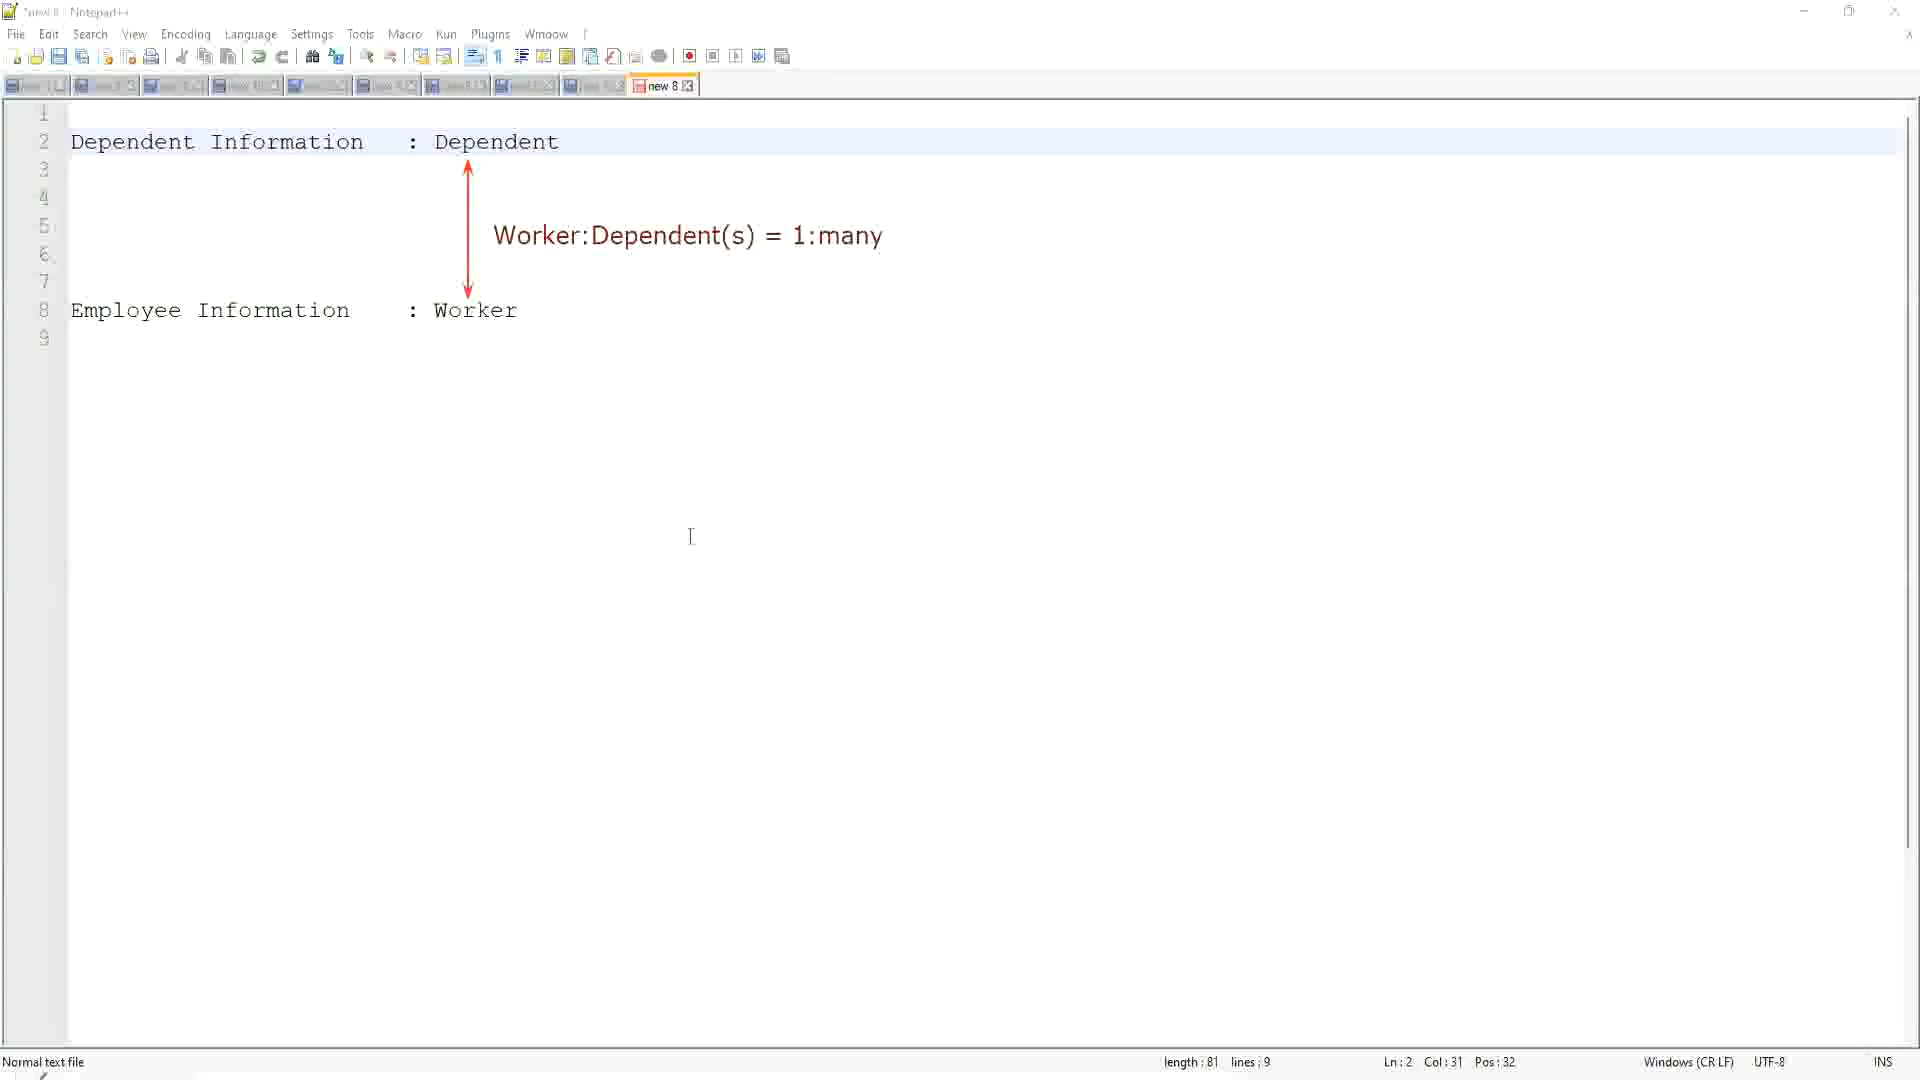 *new 8 - Notepad++
File Edit Search View Encoding Language Settings Tools Macro Run Plugins Window
new 8
1
2 Dependent Information : Dependent
3
4
5 Worker:Dependent(s) = 1:many
6
7
8 Employee Information : Worker
9
Normal text file length : 81 lines : 9 Ln : 2 Col : 31 Pos : 32 Windows (CR LF) UTF-8 INS